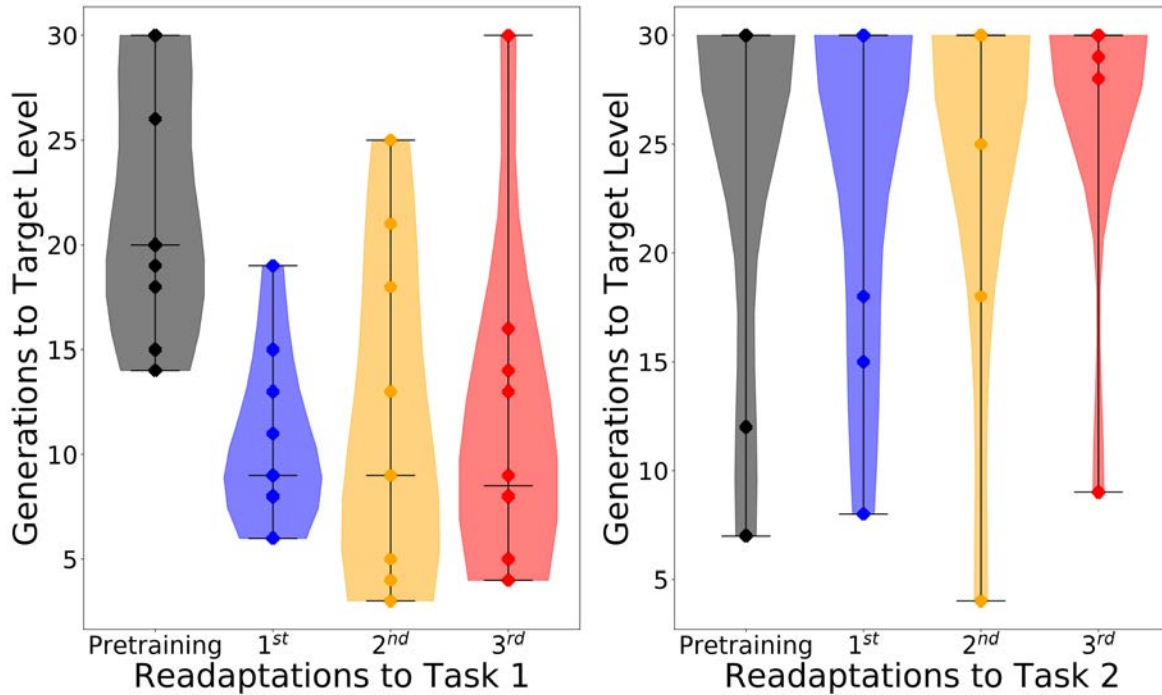 Generations to Target Level
30
25
20
15
10
5
Pretraining 1st 2nd 3rd
Readaptations to Task 1
Generations to Target Level
30
25
20
15
10
5
Pretraining 1st 2nd 3rd
Readaptations to Task 2